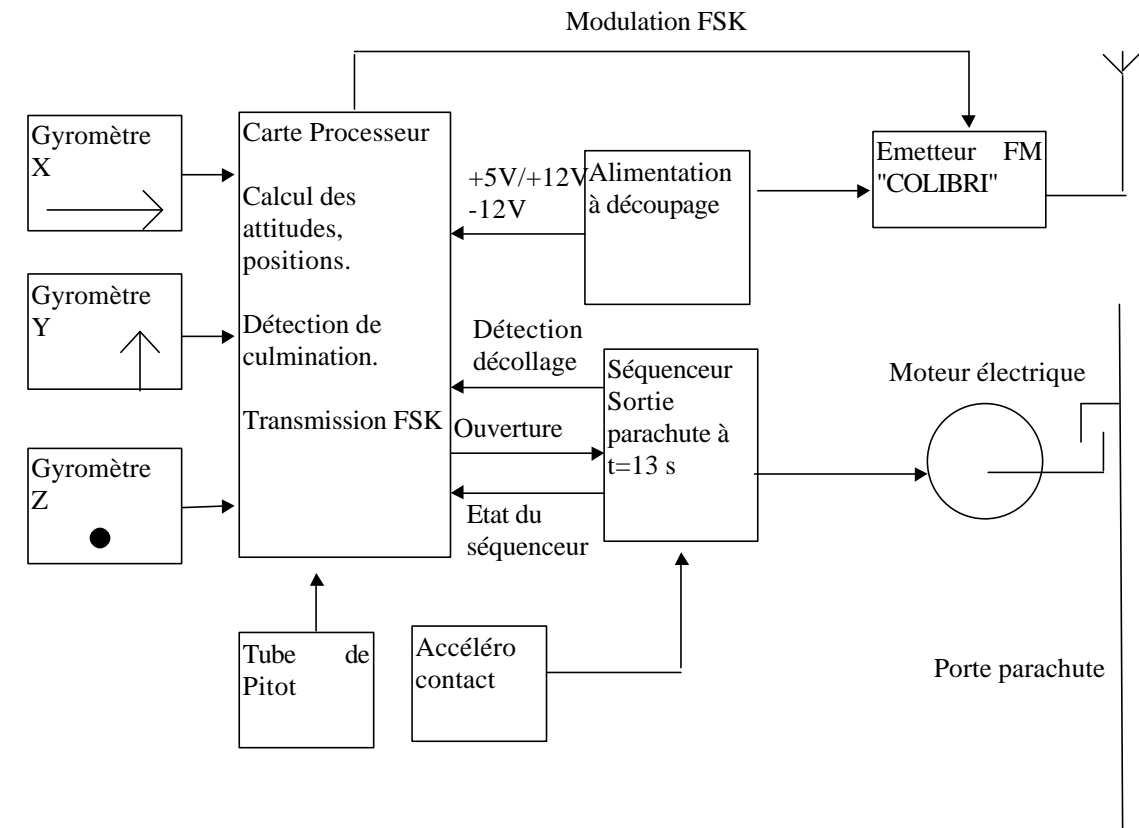 Modulation FSK
Gyromètre
X
Carte Processeur
Calcul des
attitudes,
positions.
Détection de
culmination.
Transmission FSK
+5V/+12V
-12V
Alimentation
à découpage
Emetteur FM
"COLIBRI"
Gyromètre
Y
Détection
décollage
Ouverture
Etat du
séquenceur
Séquenceur
Sortie
parachute à
t=13 s
Moteur électrique
Gyromètre
Z
Tube de
Pitot
Accéléro
contact
Porte parachute